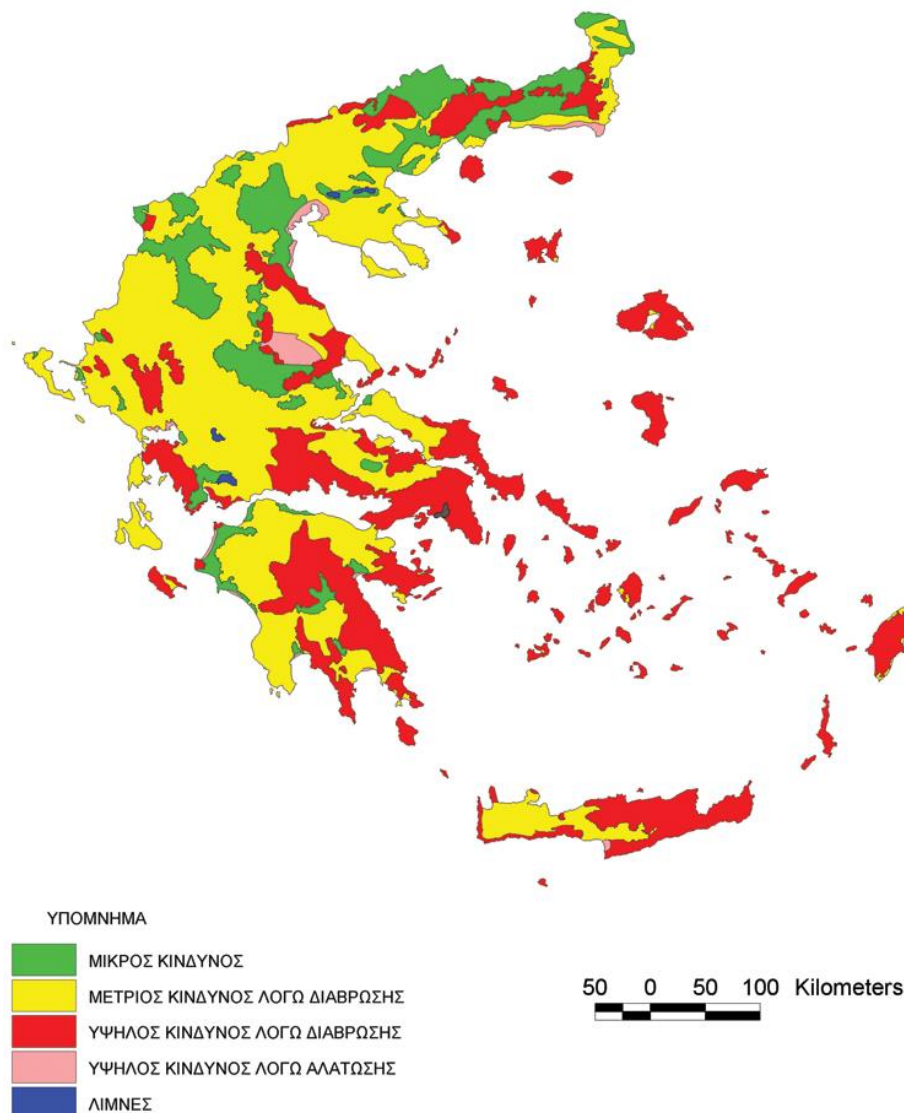 ΥΠΟΜΝΗΜΑ
ΜΙΚΡΟΣ ΚΙΝΔΥΝΟΣ
ΜΕΤΡΙΟΣ ΚΙΝΔΥΝΟΣ ΛΟΓΩ ΔΙΑΒΡΩΣΗΣ
ΥΨΗΛΟΣ ΚΙΝΔΥΝΟΣ ΛΟΓΩ ΔΙΑΒΡΩΣΗΣ
ΥΨΗΛΟΣ ΚΙΝΔΥΝΟΣ ΛΟΓΩ ΑΛΑΤΩΣΗΣ
ΛΙΜΝΕΣ
50 0 50 100 Kilometers